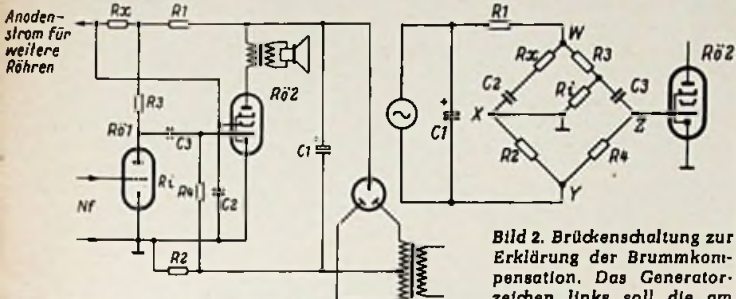 Anoden-
strom für
weitere
Röhren
Rx
R1
R3
Rö1
C3
Rö2
C1
Ri
R4
C2
Nf
R2
R1
W
Rx
R3
C2
Ri
C3
Rö2
C1
X
Z
R2
R4
Y
Bild 2. Brückenschaltung zur
Erklärung der Brummkom-
pensation. Das Generator-
zeichen links soll die am